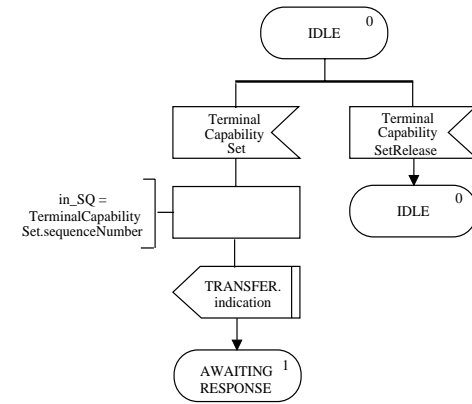 0
IDLE
Terminal
Capability
Set
Terminal
Capability
SetRelease
in_SQ =
TerminalCapability
Set.sequenceNumber
0
IDLE
TRANSFER.
indication
1
AWAITING
RESPONSE